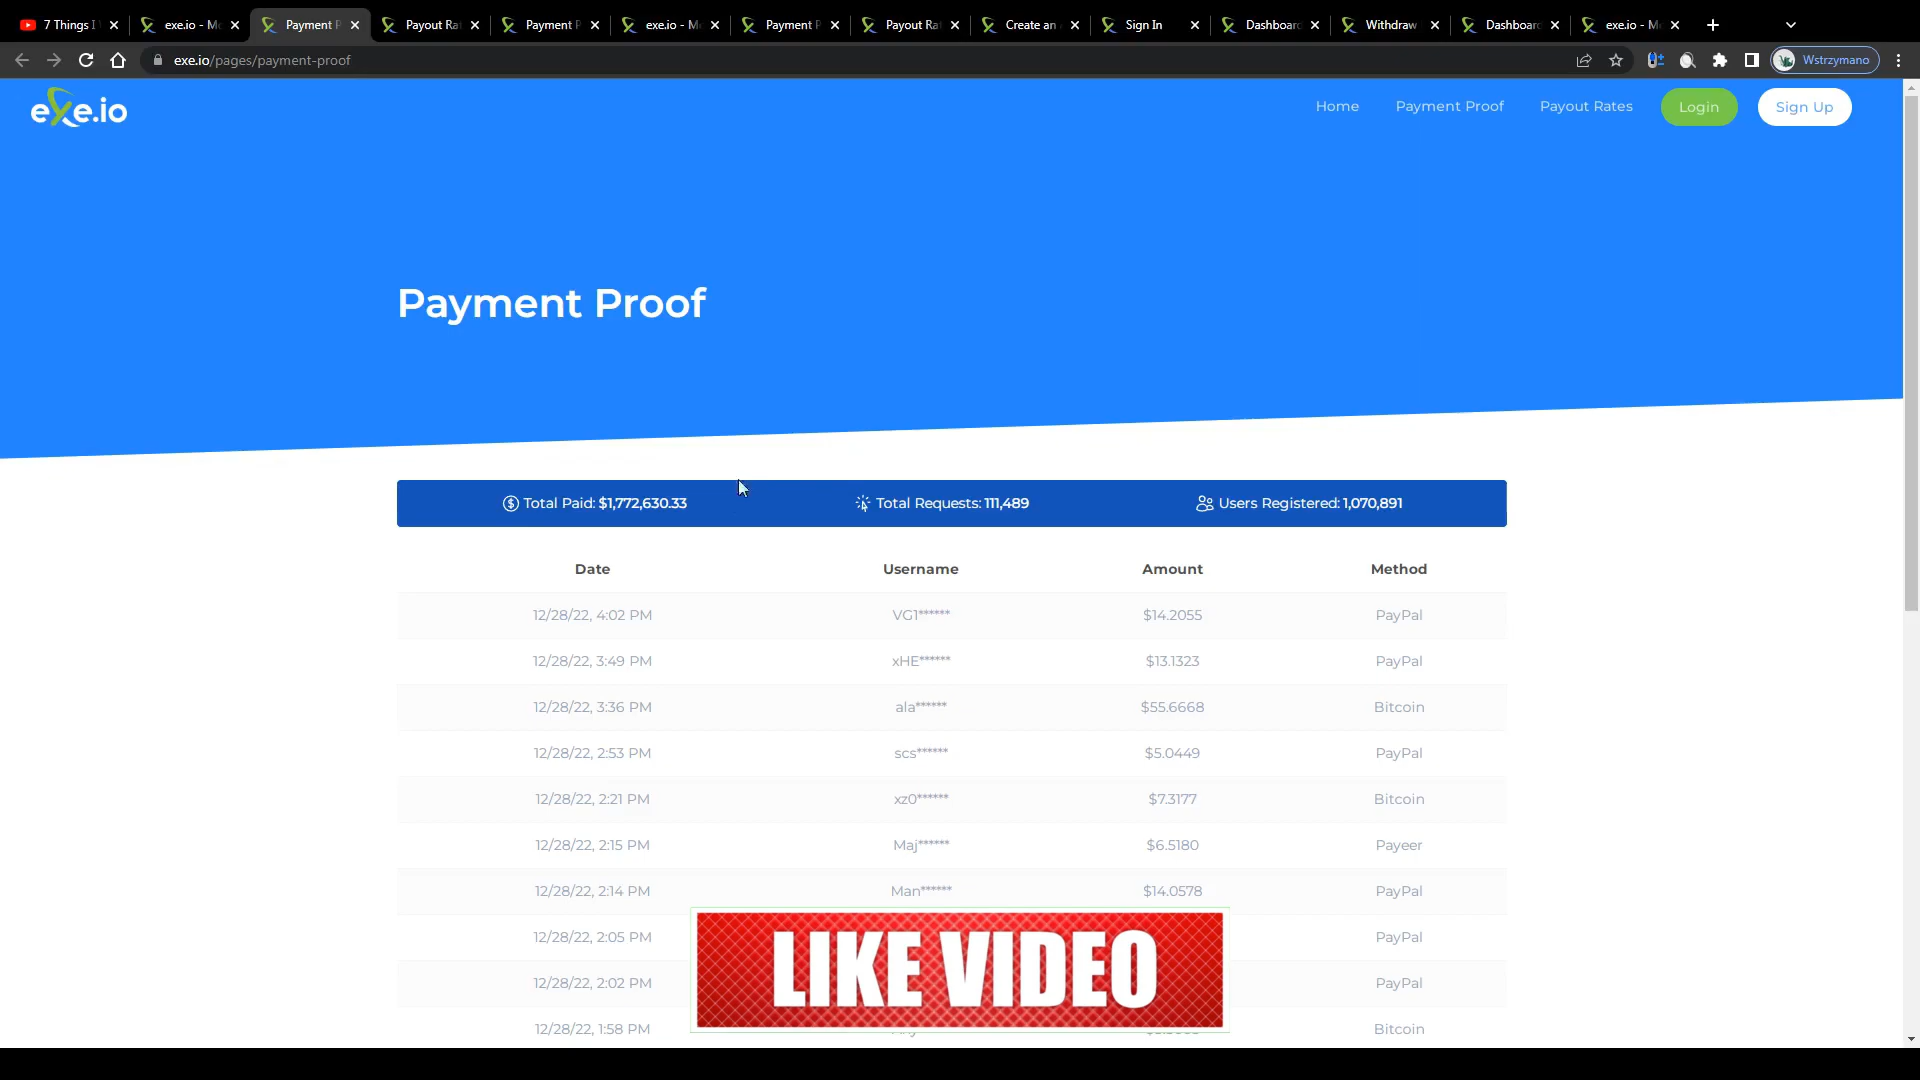 7 Things I
exe.io - Mo
Payment P
Payout Ra
Payment P
exe.io - Mo
Payment P
Payout Ra
Create an
Sign In
Dashboard
Withdraw
Dashboard
exe.io - Mo
exe.io/pages/payment-proof
Wstrzymano
exe.io
Home
Payment Proof
Payout Rates
Login
Sign Up
Payment Proof
Total Paid: $1,772,630.33
Total Requests: 111,489
Users Registered: 1,070,891
Date Username Amount Method
12/28/22, 4:02 PM VG1****** $14.2055 PayPal
12/28/22, 3:49 PM xHE****** $13.1323 PayPal
12/28/22, 3:36 PM ala****** $55.6668 Bitcoin
12/28/22, 2:53 PM scs****** $5.0449 PayPal
12/28/22, 2:21 PM xz0****** $7.3177 Bitcoin
12/28/22, 2:15 PM Maj****** $6.5180 Payeer
12/28/22, 2:14 PM Man****** $14.0578 PayPal
12/28/22, 2:05 PM PayPal
12/28/22, 2:02 PM PayPal
12/28/22, 1:58 PM Bitcoin
LIKE VIDEO